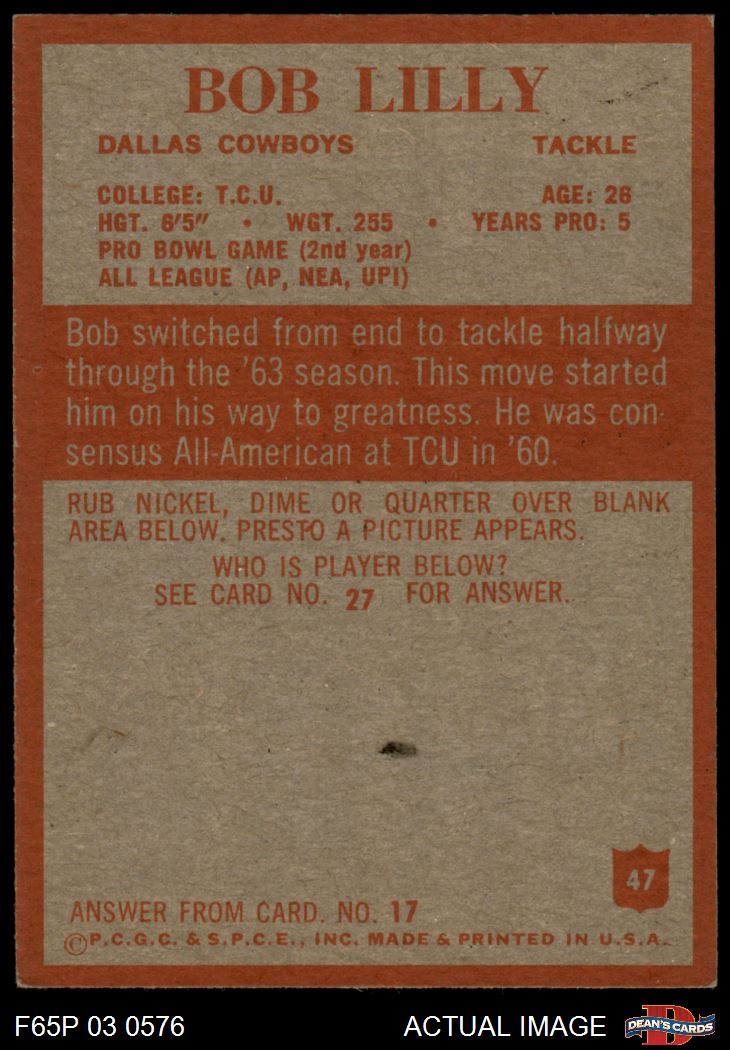 BOB LILLY
DALLAS COWBOYS TACKLE
COLLEGE: T.C.U. AGE: 26
HGT. 6'5" • WGT. 255 • YEARS PRO: 5
PRO BOWL GAME (2nd year)
ALL LEAGUE (AP, NEA, UPI)
Bob switched from end to tackle halfway
through the '63 season. This move started
him on his way to greatness. He was con-
sensus All-American at TCU in '60.
RUB NICKEL, DIME OR QUARTER OVER BLANK
AREA BELOW. PRESTO A PICTURE APPEARS.
WHO IS PLAYER BELOW?
SEE CARD NO. 27 FOR ANSWER.
47
ANSWER FROM CARD. NO. 17
©P.C.G.C. & S.P.C.E., INC. MADE & PRINTED IN U.S.A.
F65P 03 0576 ACTUAL IMAGE D DEAN'S CARDS